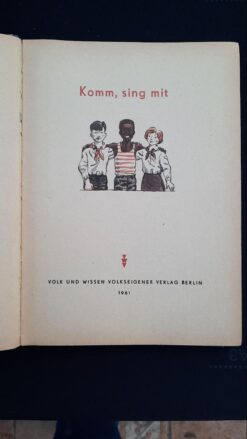 Komm, sing mit
VOLK UND WISSEN VOLKSEIGENER VERLAG BERLIN
1961